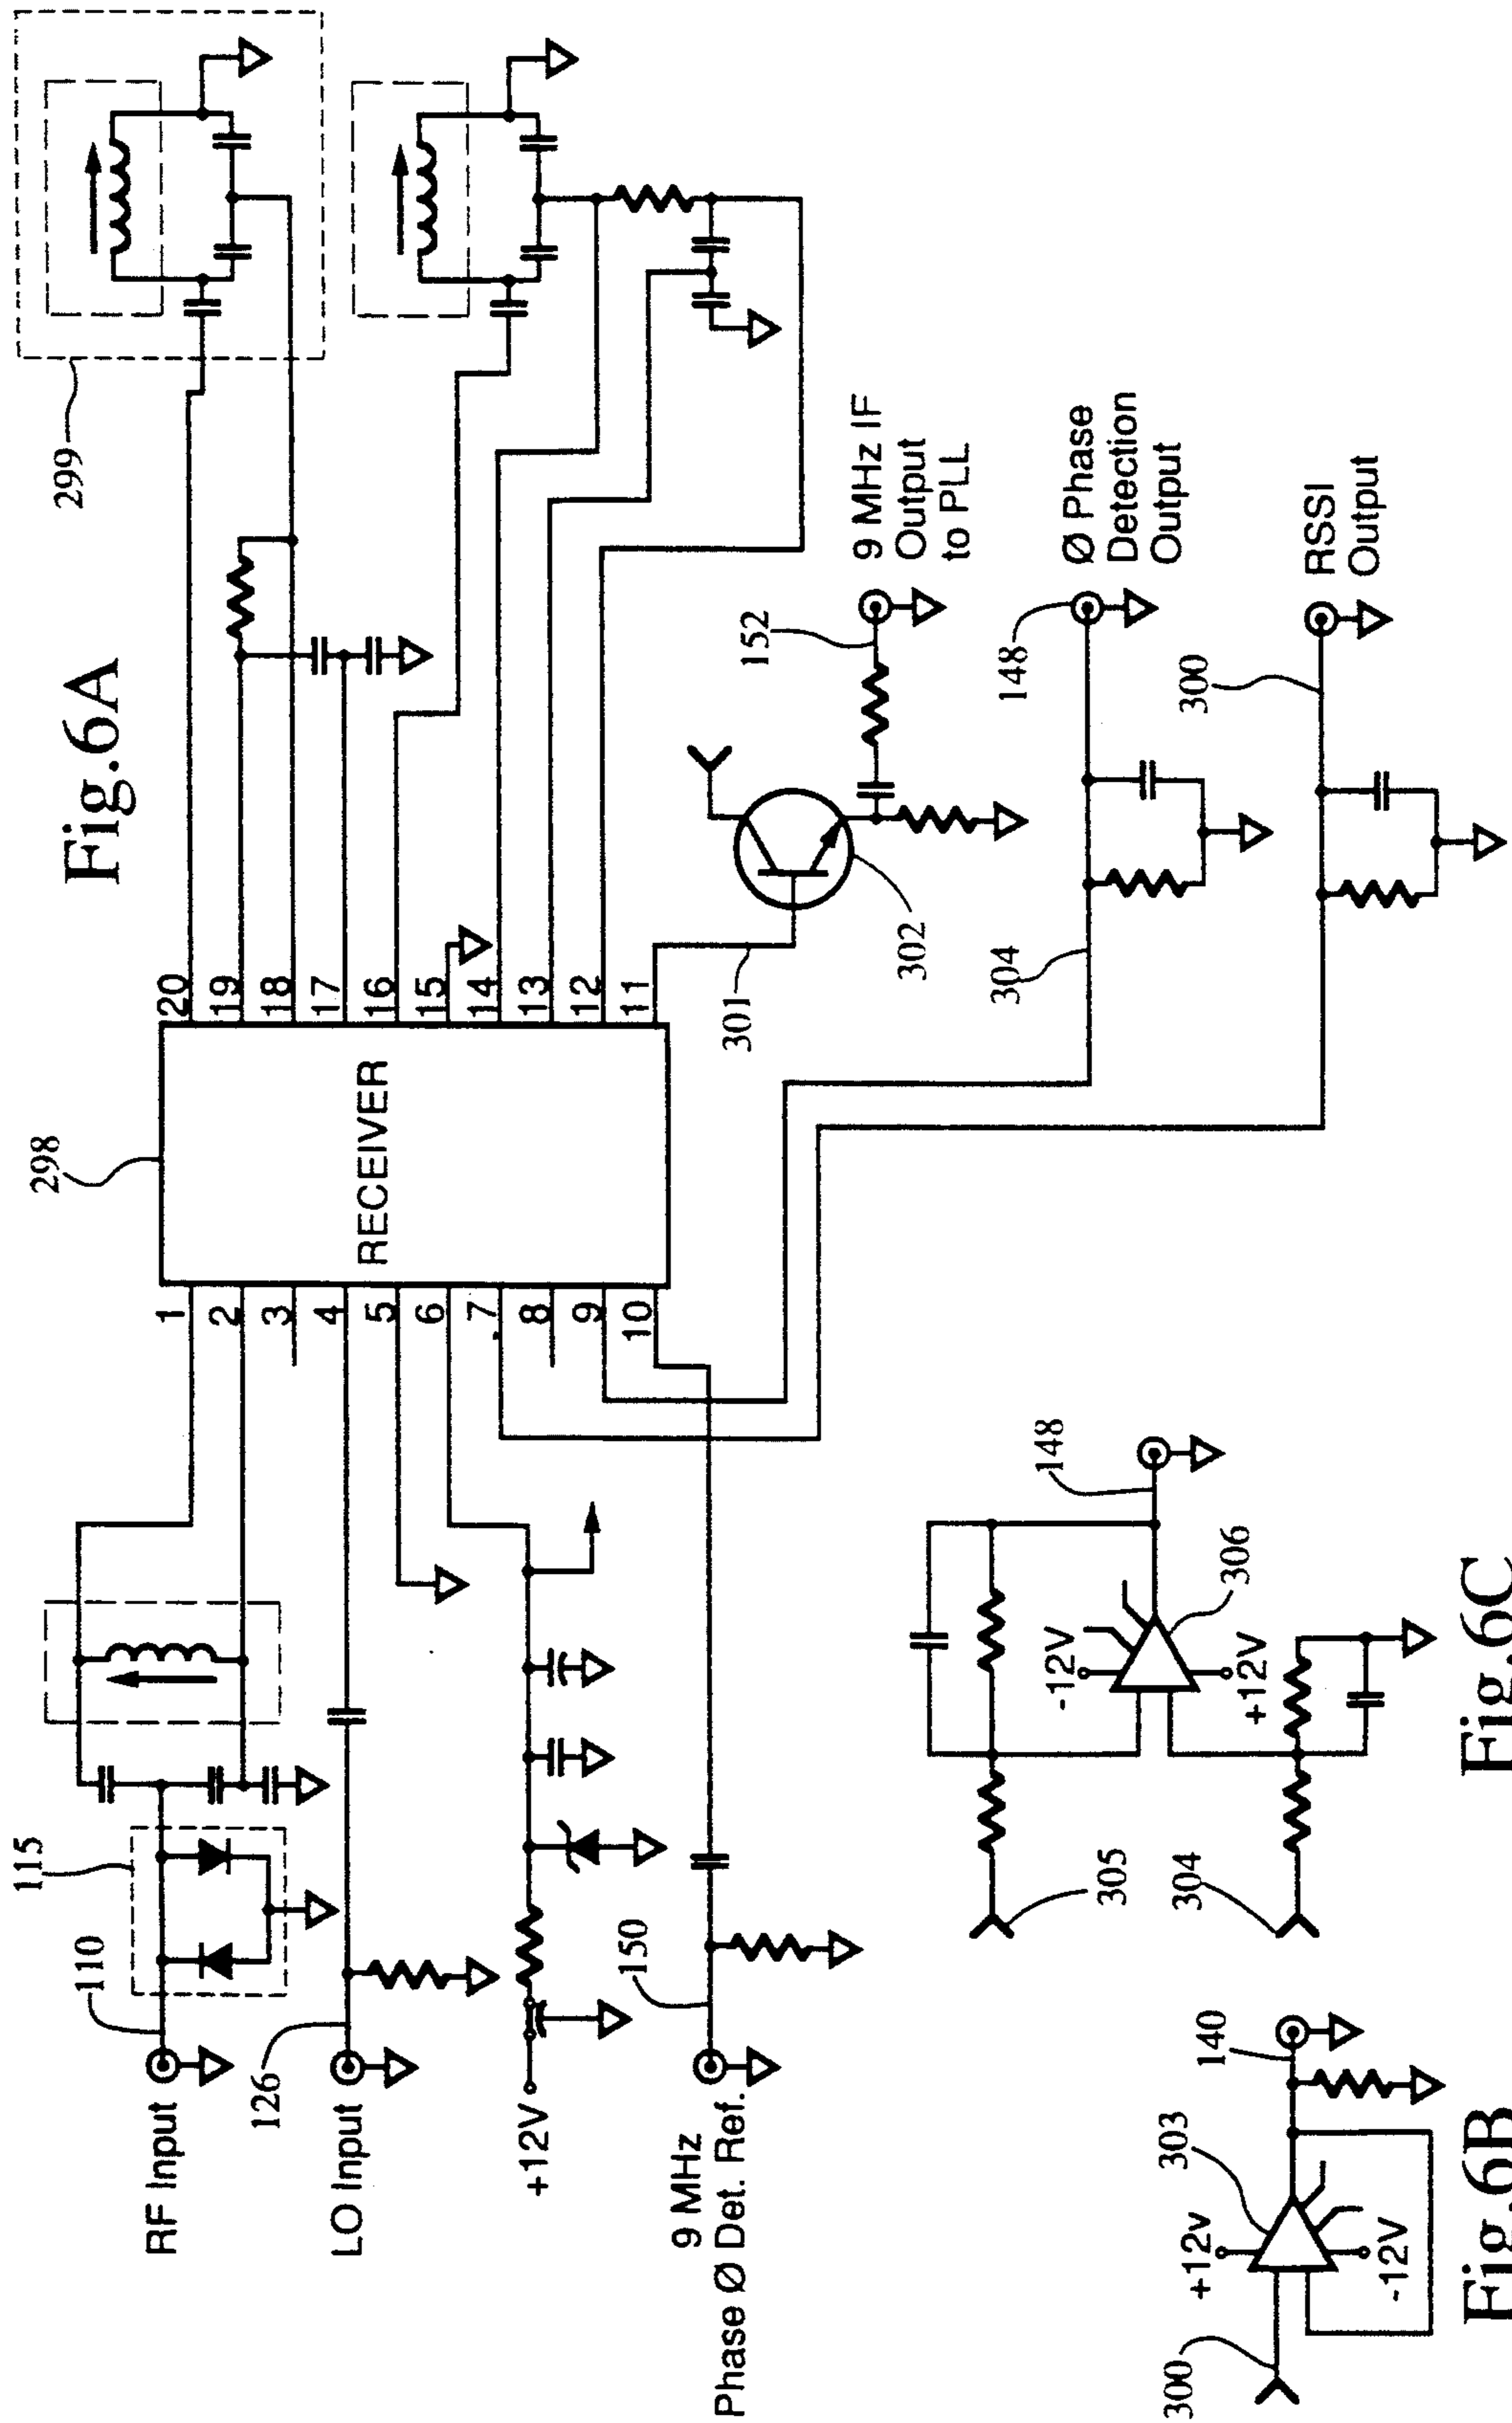 Fig.6A
298
299
115
110
RF Input
126
LO Input
+12V
150
9 MHz
Phase Ø Det. Ref.
RECEIVER
1
2
3
4
5
6
7
8
9
10
20
19
18
17
16
15
14
13
12
11
301
302
152
9 MHz IF
Output
to PLL
304
148
Ø Phase
Detection
Output
300
RSSI
Output
300
+12v
-12V
303
140
Fig.6B
305
304
-12V
+12V
306
148
Fig.6C